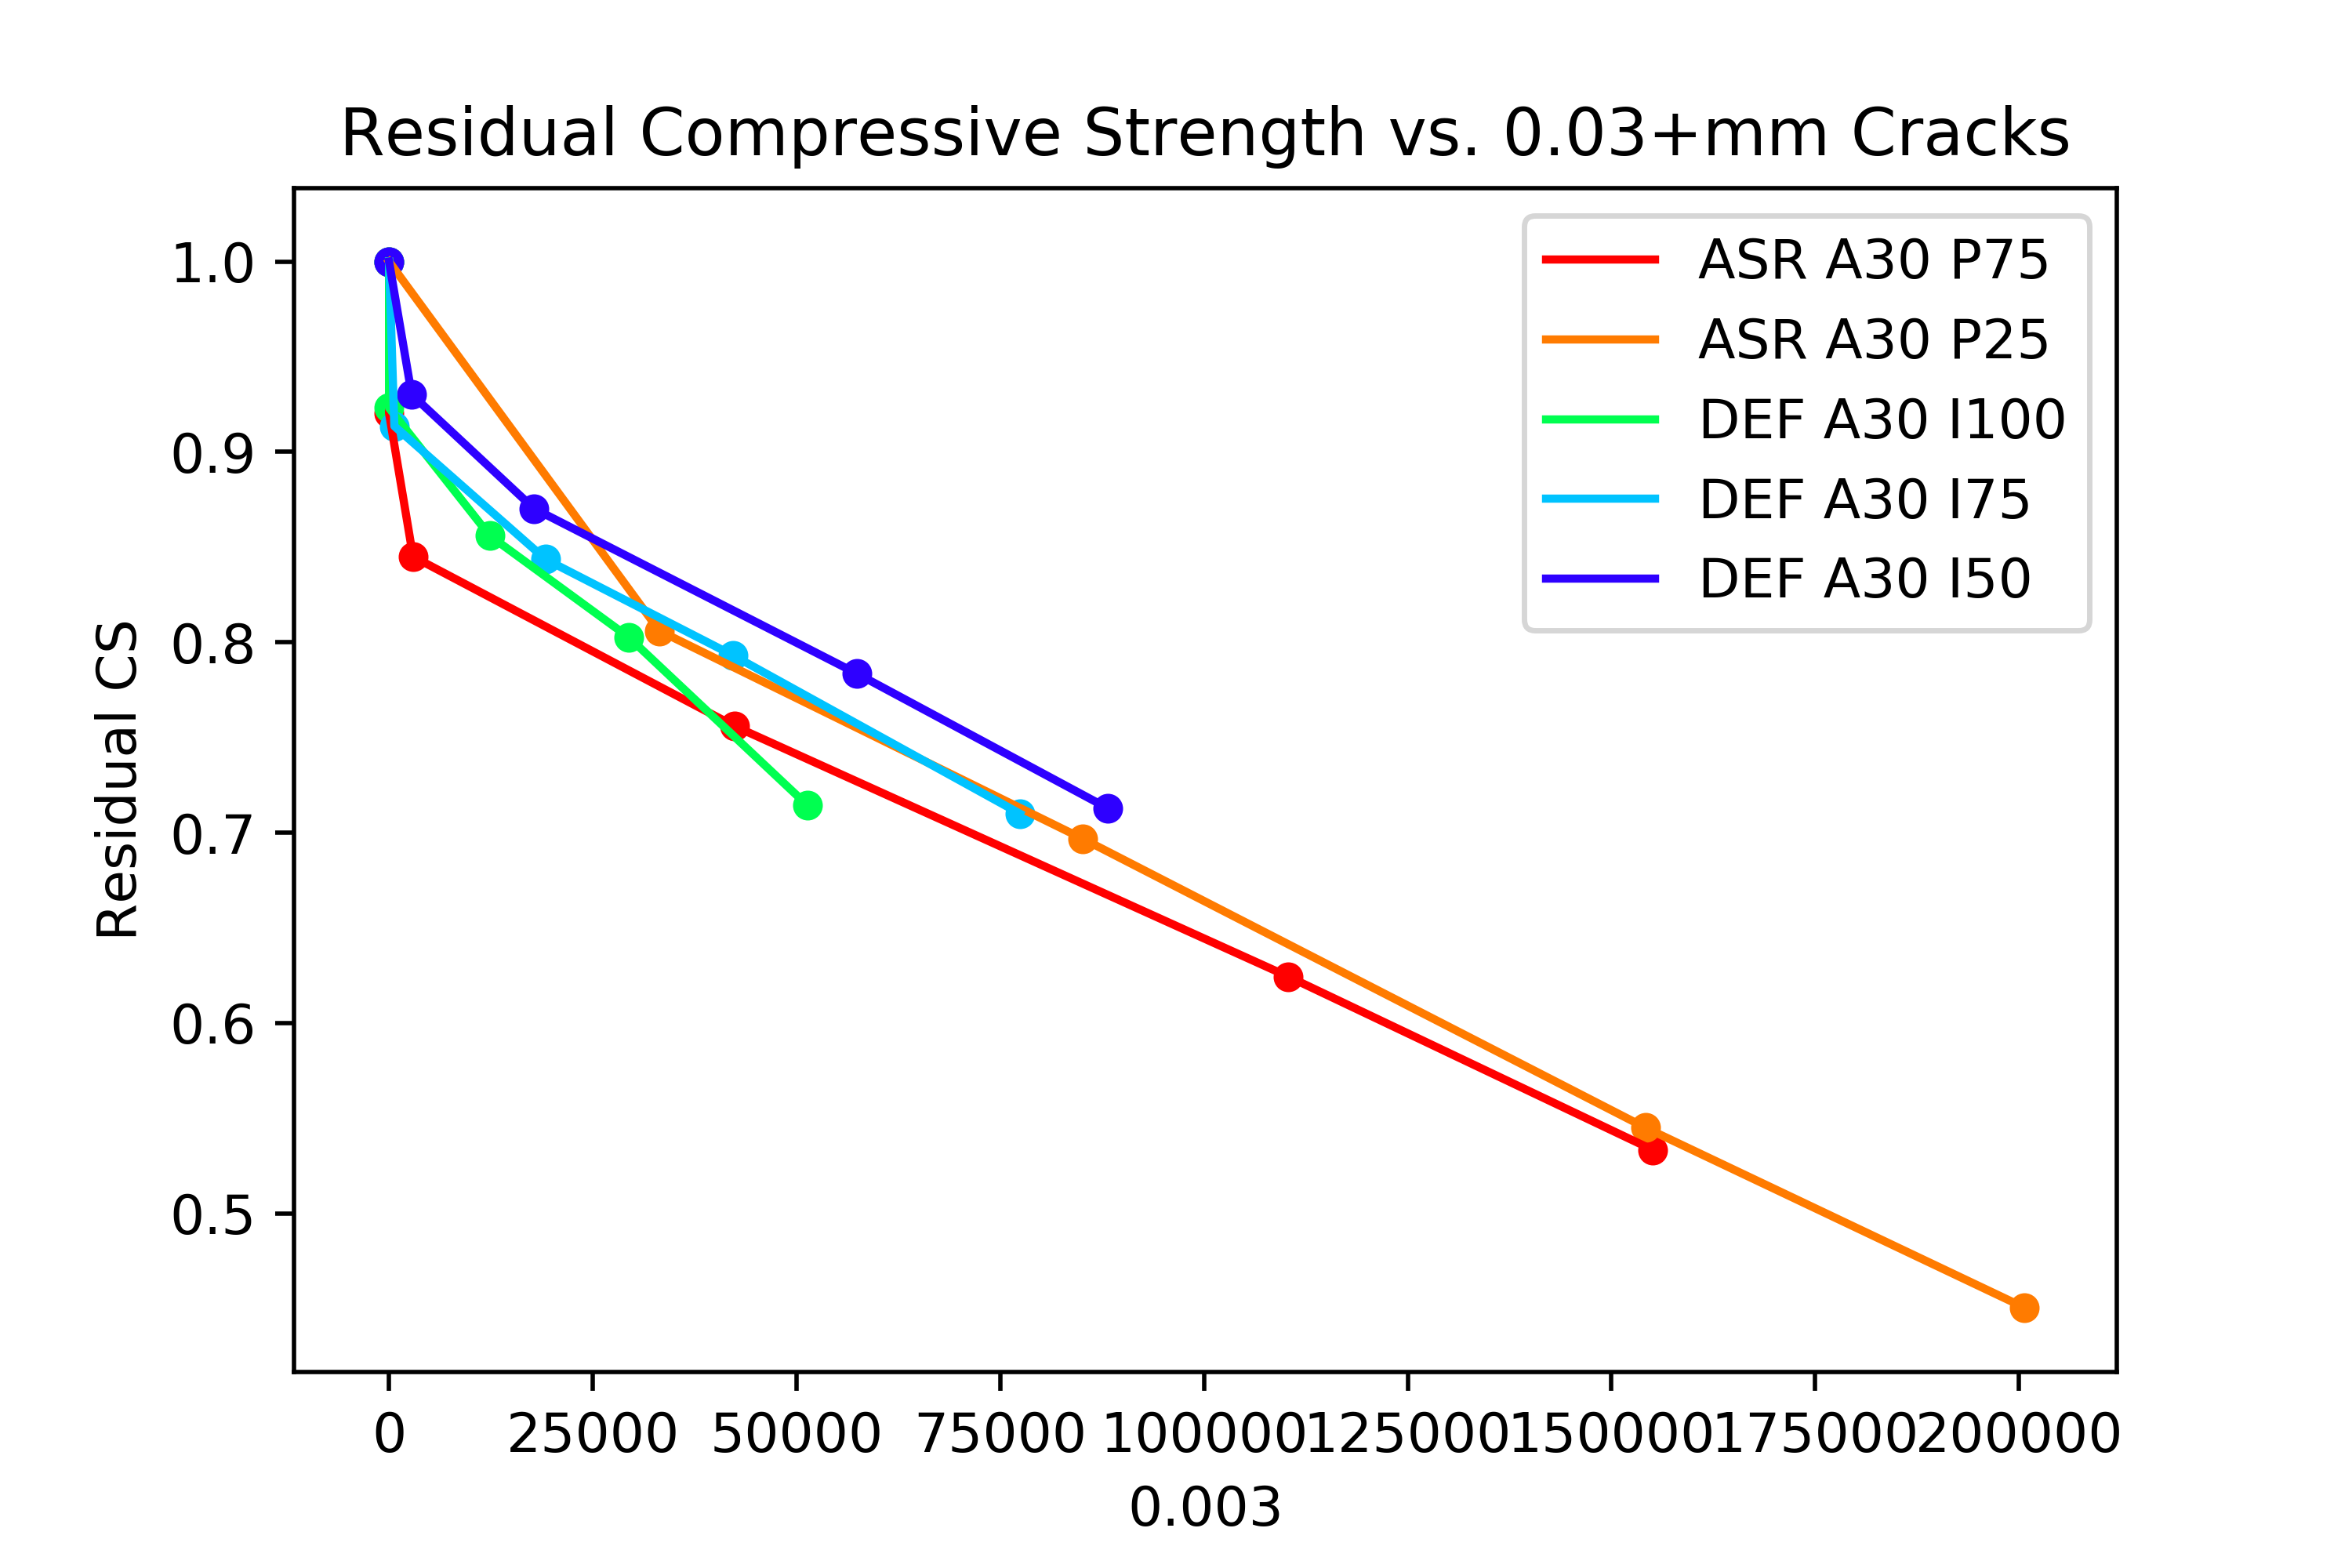 Residual Compressive Strength vs. 0.03+mm Cracks
ASR A30 P75
ASR A30 P25
DEF A30 I100
DEF A30 I75
DEF A30 I50
1.0
0.9
0.8
0.7
0.6
0.5
Residual CS
0 25000 50000 75000 100000 125000 150000 175000 200000
0.003